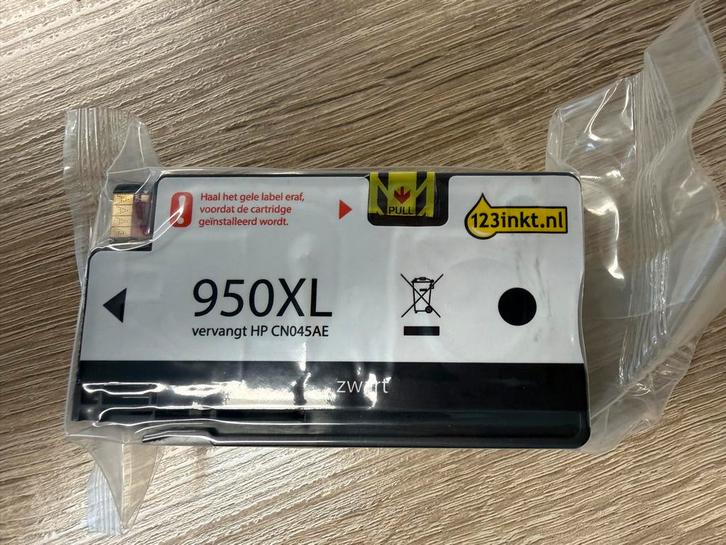 Haal het gele label eraf,
voordat de cartridge
geïnstalleerd wordt.
PULL
123inkt.nl
950XL
vervangt HP CN045AE
zwart